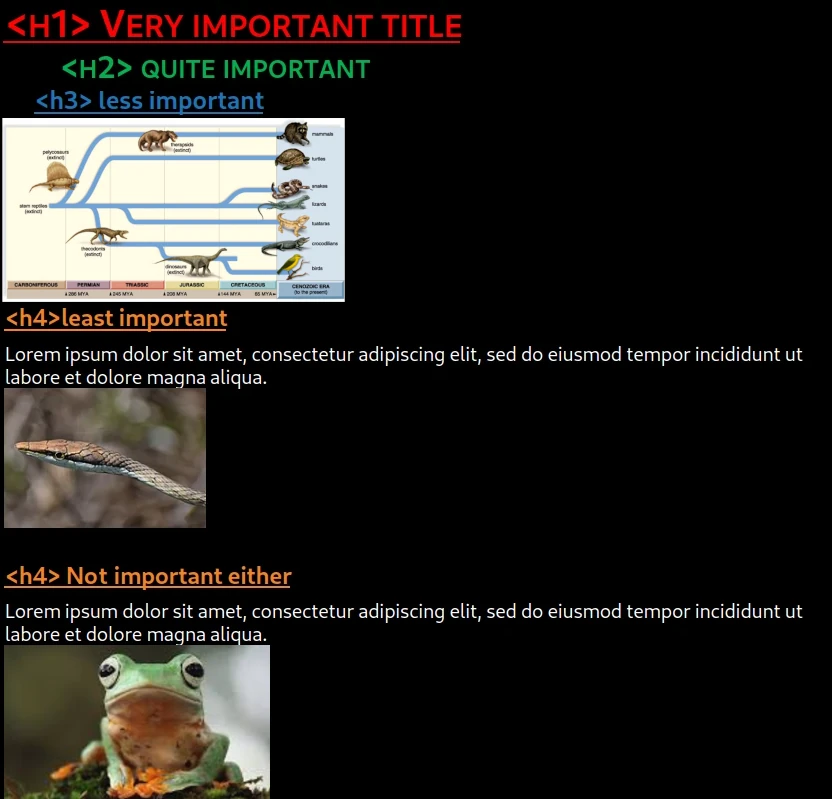 <H1> VERY IMPORTANT TITLE
<H2> QUITE IMPORTANT
<h3> less important
mammals
therapsids
(extinct)
pelycosaurs
(extinct)
turtles
snakes
lizards
stem reptiles
(extinct)
tuataras
crocodilians
thecodonts
(extinct)
dinosaurs
(extinct)
birds
CARBONIFEROUS PERMIAN TRIASSIC JURASSIC CRETACEOUS CENOZOIC ERA
(to the present)
286 MYA 245 MYA 208 MYA 144 MYA 65 MYA
<h4>least important
Lorem ipsum dolor sit amet, consectetur adipiscing elit, sed do eiusmod tempor incididunt ut
labore et dolore magna aliqua.
<h4> Not important either
Lorem ipsum dolor sit amet, consectetur adipiscing elit, sed do eiusmod tempor incididunt ut
labore et dolore magna aliqua.